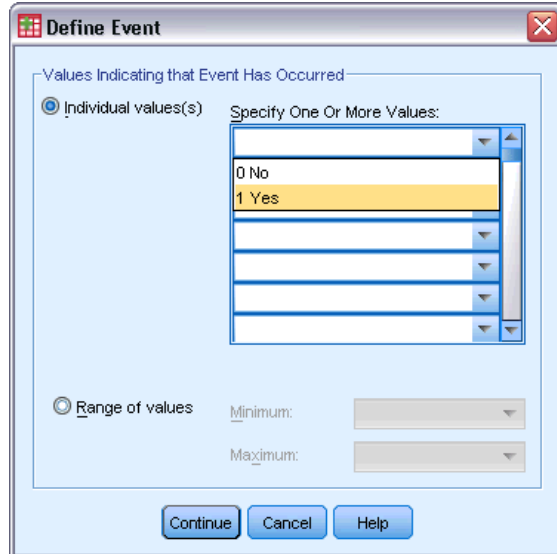 Define Event
Values Indicating that Event Has Occurred
Individual values(s)
Specify One Or More Values:
0 No
1 Yes
Range of values
Minimum:
Maximum:
Continue
Cancel
Help